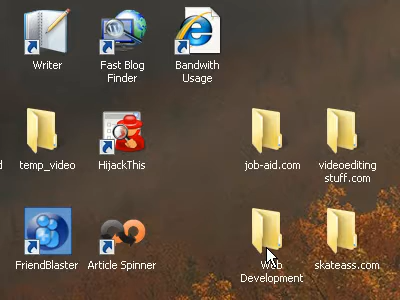 Writer
Fast Blog
Finder
Bandwith
Usage
d
temp_video
HijackThis
job-aid.com
videoediting
stuff.com
FriendBlaster
Article Spinner
Web
Development
skateass.com